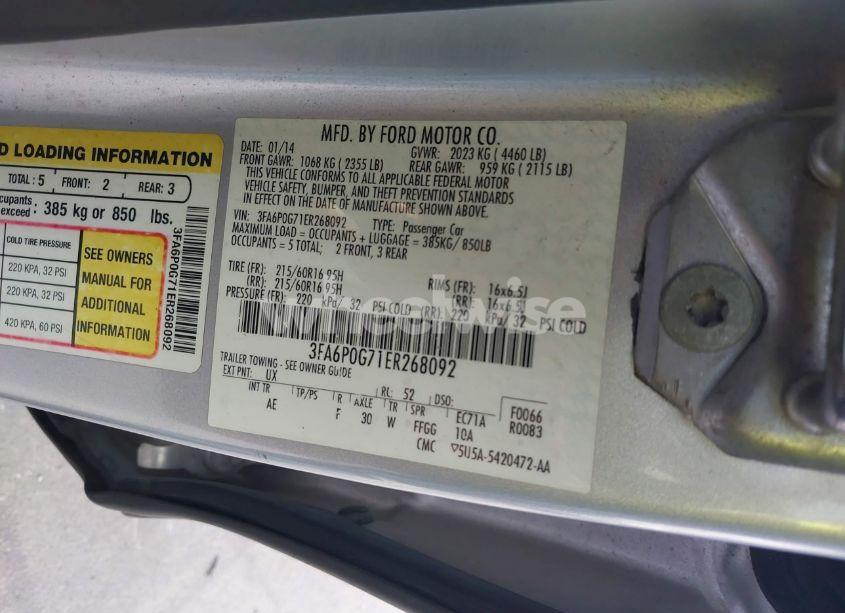 D LOADING INFORMATION
TOTAL: 5 FRONT: 2 REAR: 3
cupants
exceed: 385 kg or 850 lbs.
COLD TIRE PRESSURE
220 KPA, 32 PSI
220 KPA, 32 PSI
420 KPA, 60 PSI
SEE OWNERS
MANUAL FOR
ADDITIONAL
INFORMATION
3FA6P0G71ER268092
MFD. BY FORD MOTOR CO.
DATE: 01/14 GVWR: 2023 KG ( 4460 LB)
FRONT GAWR: 1068 KG ( 2355 LB) REAR GAWR: 959 KG ( 2115 LB)
THIS VEHICLE CONFORMS TO ALL APPLICABLE FEDERAL MOTOR
VEHICLE SAFETY, BUMPER, AND THEFT PREVENTION STANDARDS
IN EFFECT ON THE DATE OF MANUFACTURE SHOWN ABOVE.
VIN: 3FA6P0G71ER268092 TYPE: Passenger Car
MAXIMUM LOAD = OCCUPANTS + LUGGAGE = 385KG/ 850LB
OCCUPANTS = 5 TOTAL; 2 FRONT, 3 REAR
TIRE (FR): 215/60R16 95H RIMS (FR): 16x6.5J
(RR): 215/60R16 95H (RR): 16x6.5J
PRESSURE (FR): 220 kPa/ 32 PSI COLD (RR): 220 kPa/ 32 PSI COLD
3FA6P0G71ER268092
TRAILER TOWING - SEE OWNER GUIDE
EXT PNT: UX RC: 52 DSO:
INT TR TP/PS R AXLE TR SPR EC71A F0066
AE F 30 W FFGG 10A R0083
CMC 5U5A-5420472-AA
wheelwise